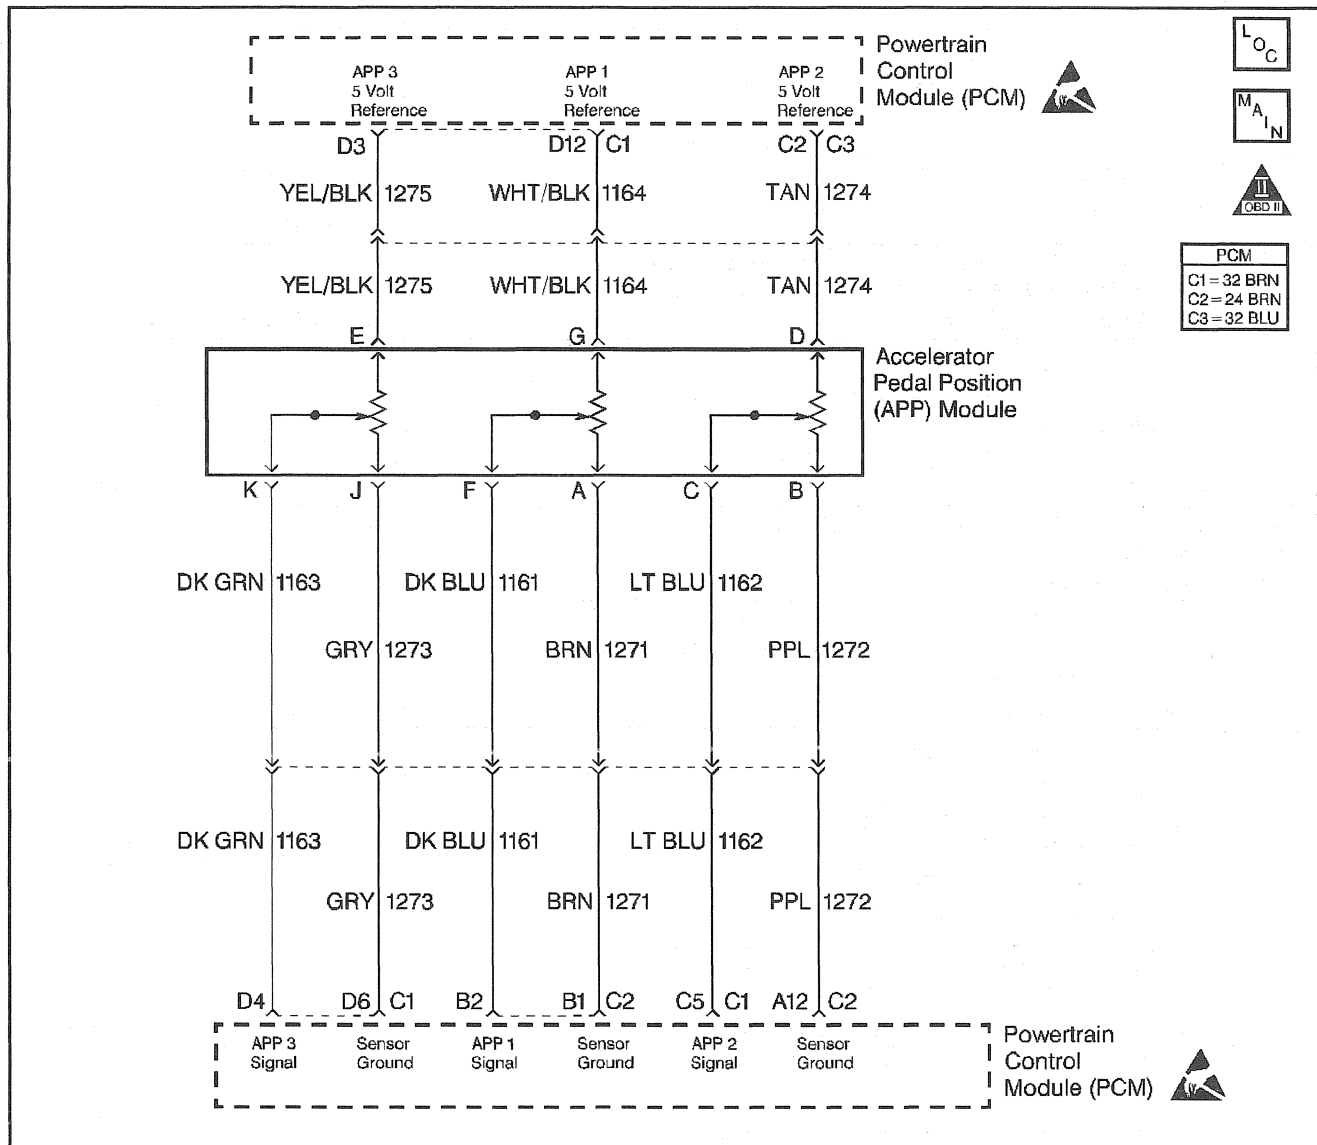 Powertrain
Control
Module (PCM)
L O C
APP 3
5 Volt
Reference
APP 1
5 Volt
Reference
APP 2
5 Volt
Reference
M A I N
D3 D12 C1 C2 C3
II
OBD II
YEL/BLK 1275 WHT/BLK 1164 TAN 1274
PCM
C1=32 BRN
C2=24 BRN
C3=32 BLU
YEL/BLK 1275 WHT/BLK 1164 TAN 1274
E G D
Accelerator
Pedal Position
(APP) Module
K J F A C B
DK GRN 1163 DK BLU 1161 LT BLU 1162
GRY 1273 BRN 1271 PPL 1272
DK GRN 1163 DK BLU 1161 LT BLU 1162
GRY 1273 BRN 1271 PPL 1272
D4 D6 C1 B2 B1 C2 C5 C1 A12 C2
APP 3
Signal
Sensor
Ground
APP 1
Signal
Sensor
Ground
APP 2
Signal
Sensor
Ground
Powertrain
Control
Module (PCM)